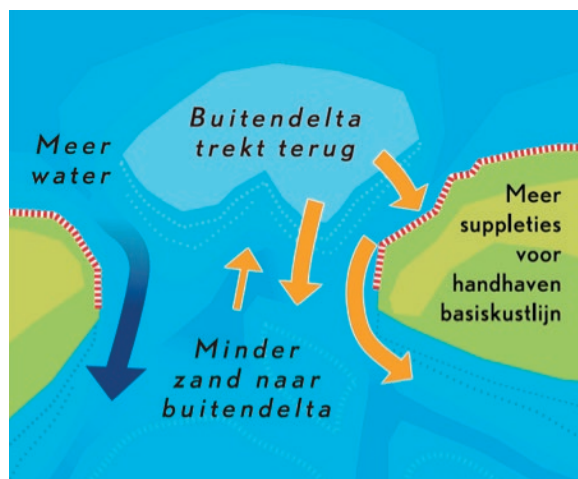 Buitendelta
trekt terug
Meer
water
Meer
suppleties
voor
handhaven
basiskustlijn
Minder
zand naar
buitendelta